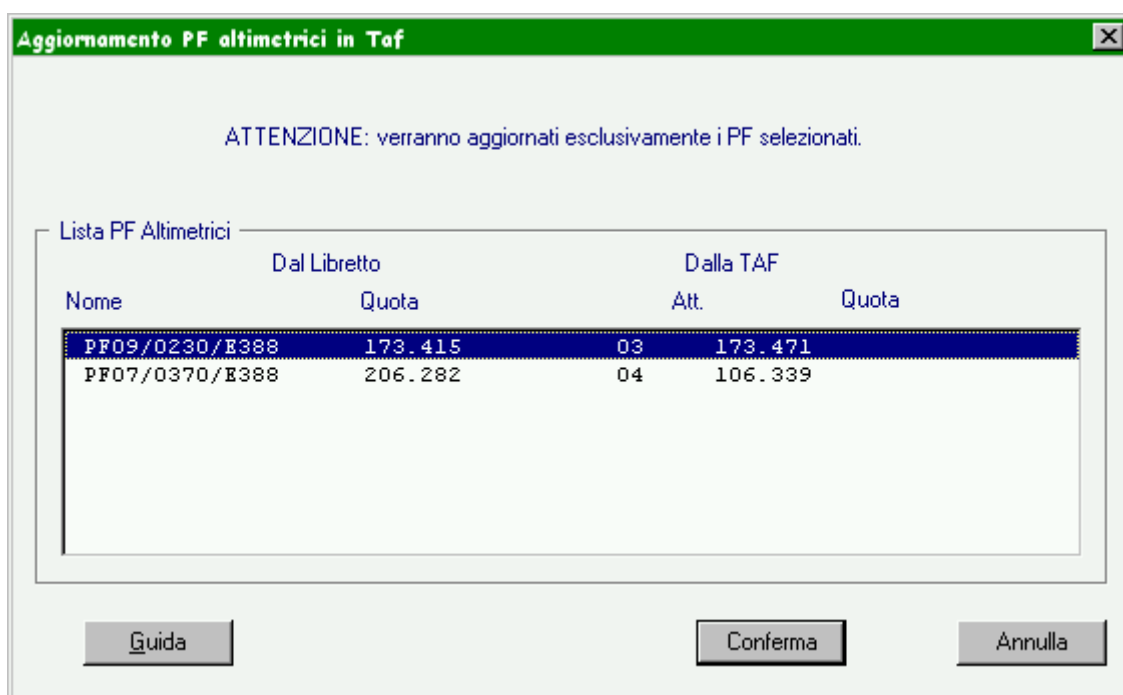 Aggiornamento PF altimetrici in Taf
ATTENZIONE: verranno aggiornati esclusivamente i PF selezionati.
Lista PF Altimetrici
Dal Libretto Dalla TAF
Nome Quota Att. Quota
PF09/0230/E388 173.415 03 173.471
PF07/0370/E388 206.282 04 106.339
Guida Conferma Annulla